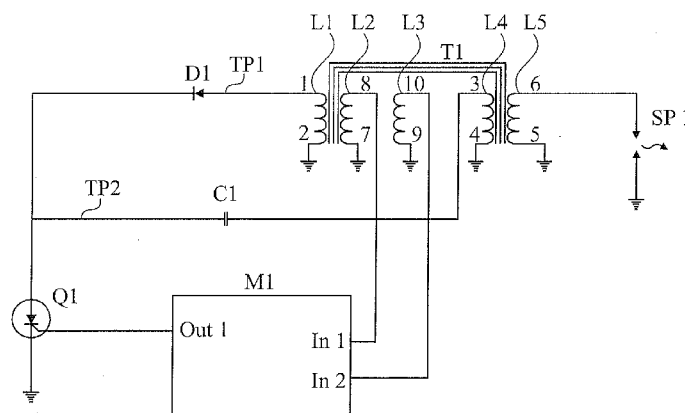 L1 L2 L3 L4 L5
T1
D1 TP1 1 8 10 3 6
2 7 9 4 5
SP 1
TP2 C1
M1
Q1
Out 1
In 1
In 2